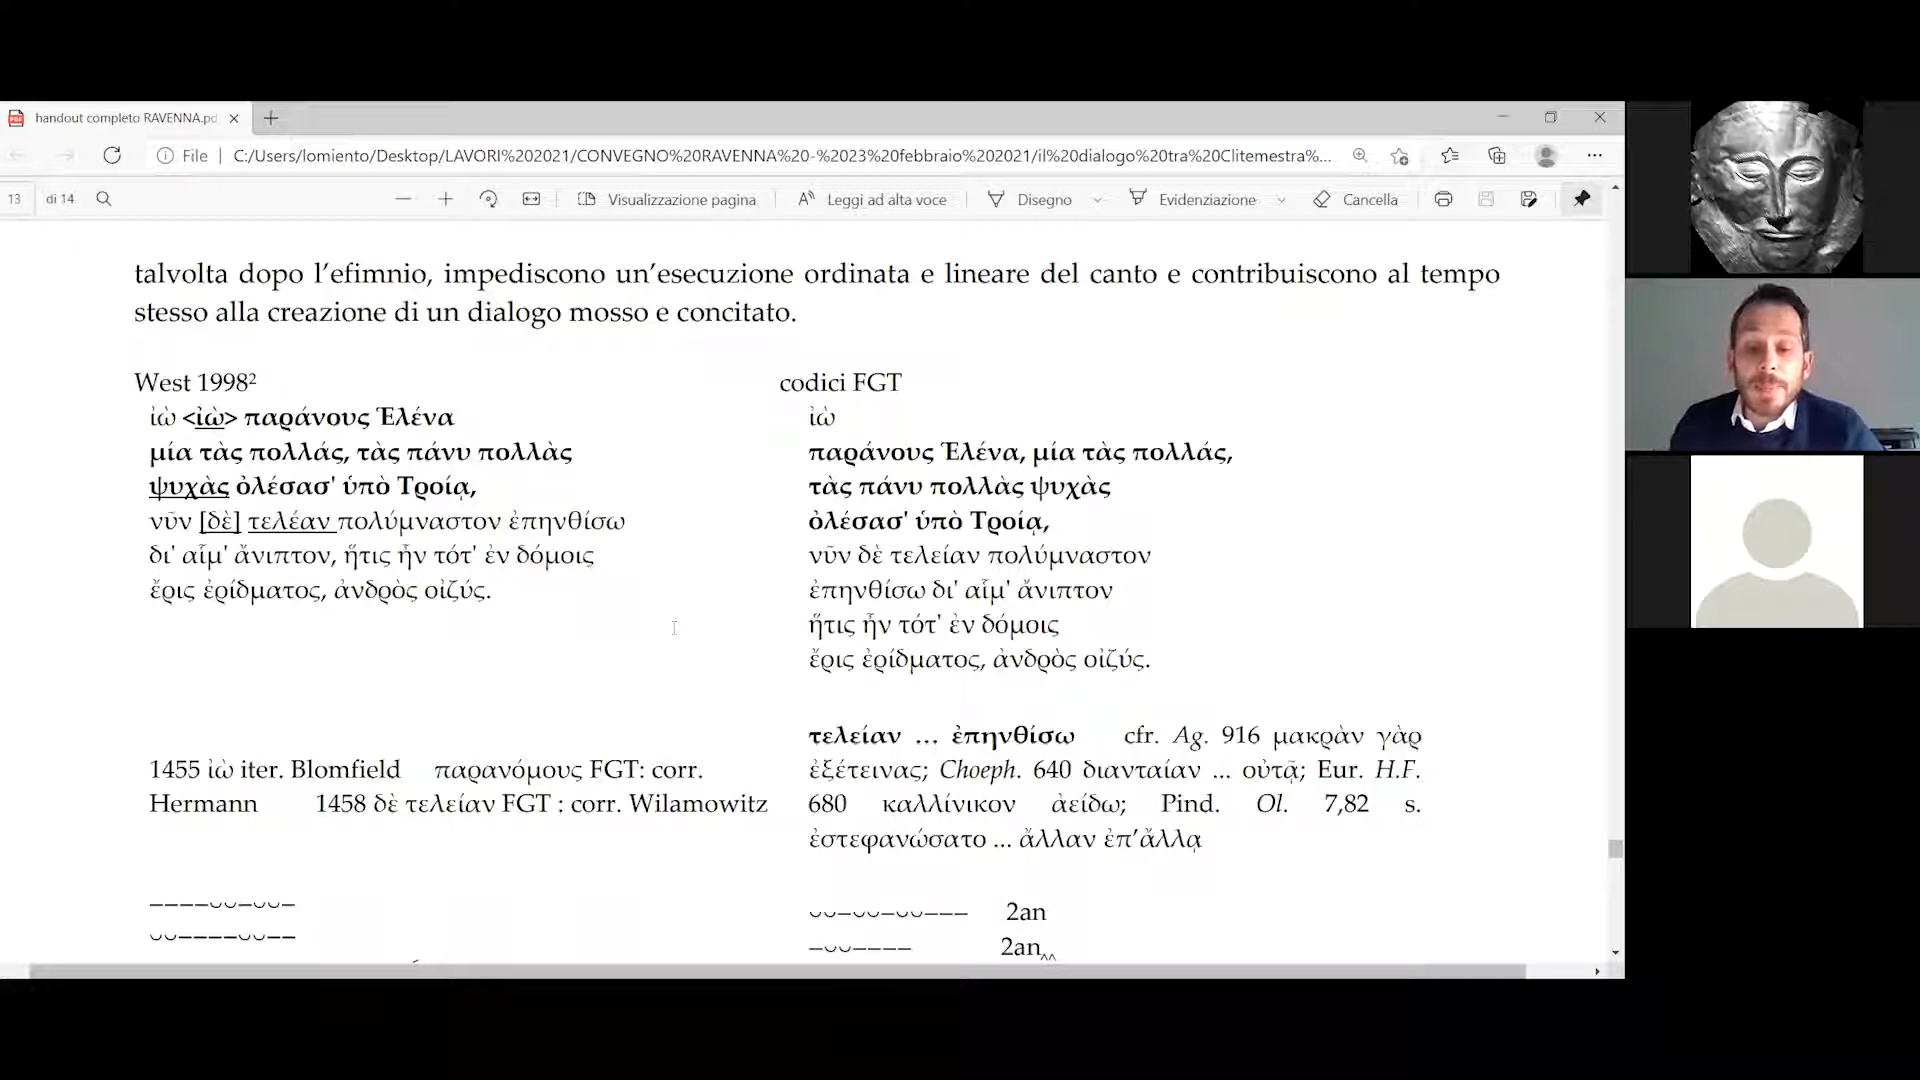 handout completo RAVENNA.pd
File
C:/Users/lomiento/Desktop/LAVORI%202021/CONVEGNO%20RAVENNA%20-%2023%20febbraio%202021/il%20dialogo%20tra%20Clitemestra%...
13 di 14
Visualizzazione pagina
Leggi ad alta voce
Disegno
Evidenziazione
Cancella
talvolta dopo l’efimnio, impediscono un’esecuzione ordinata e lineare del canto e contribuiscono al tempo
stesso alla creazione di un dialogo mosso e concitato.
West 1998²
ἰὼ <ἰὼ> παράνους Ἑλένα
μία τὰς πολλάς, τὰς πάνυ πολλὰς
ψυχὰς ὀλέσασ' ὑπὸ Τροίᾳ,
νῦν [δὲ] τελέαν πολύμναστον ἐπηνθίσω
δι' αἷμ' ἄνιπτον, ἥτις ἦν τότ' ἐν δόμοις
ἔρις ἐρίδματος, ἀνδρὸς οἰζύς.
1455 ἰὼ iter. Blomfield παρανόμους FGT: corr.
Hermann 1458 δὲ τελείαν FGT : corr. Wilamowitz
−−−−∪∪−∪∪−
∪∪−−−−∪∪−−
codici FGT
ἰὼ
παράνους Ἑλένα, μία τὰς πολλάς,
τὰς πάνυ πολλὰς ψυχὰς
ὀλέσασ' ὑπὸ Τροίᾳ,
νῦν δὲ τελείαν πολύμναστον
ἐπηνθίσω δι' αἷμ' ἄνιπτον
ἥτις ἦν τότ' ἐν δόμοις
ἔρις ἐρίδματος, ἀνδρὸς οἰζύς.
τελείαν … ἐπηνθίσω cfr. Ag. 916 μακρὰν γὰρ
ἐξέτεινας; Choeph. 640 διανταίαν ... οὐτᾷ; Eur. H.F.
680 καλλίνικον ἀείδω; Pind. Ol. 7,82 s.
ἐστεφανώσατο ... ἄλλαν ἐπ’ἄλλᾳ
∪∪−∪∪−∪∪−−− 2an
−∪∪−−−− 2an^^